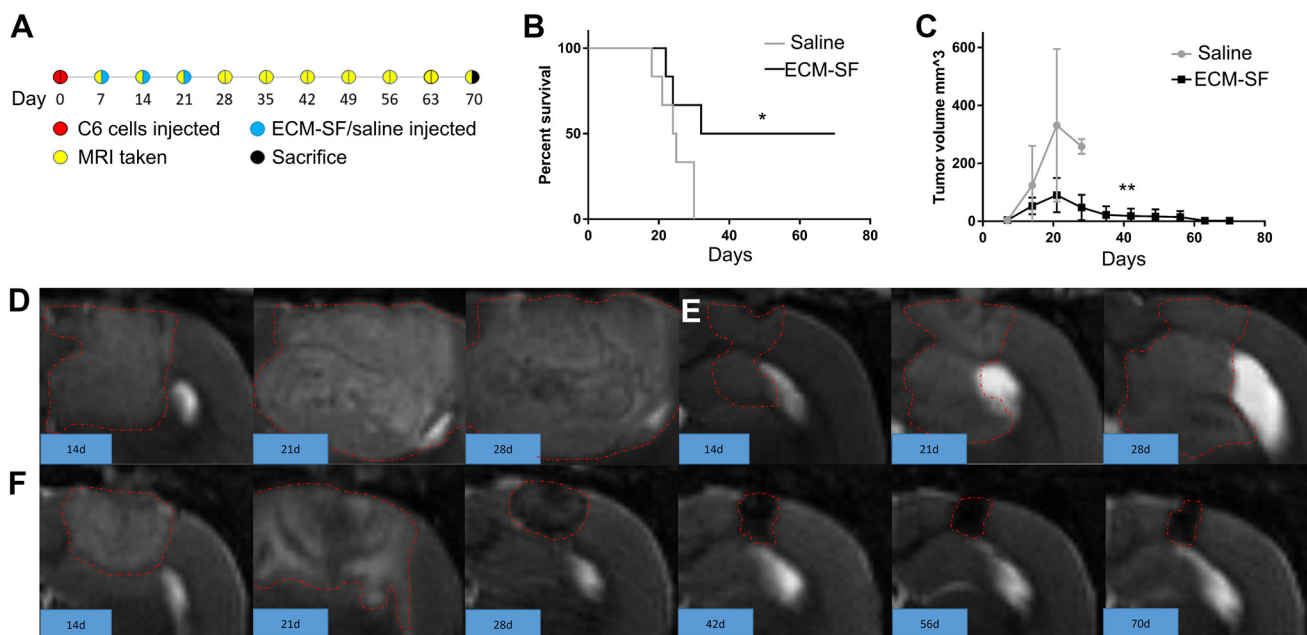 A
Day 0 7 14 21 28 35 42 49 56 63 70
C6 cells injected ECM-SF/saline injected
MRI taken Sacrifice
B
Saline
ECM-SF
Percent survival
100
50
0
*
0 20 40 60 80
Days
C
Saline
ECM-SF
Tumor volume mm^3
600
400
200
0
**
0 20 40 60 80
Days
D
14d 21d 28d
E
14d 21d 28d
F
14d 21d 28d 42d 56d 70d